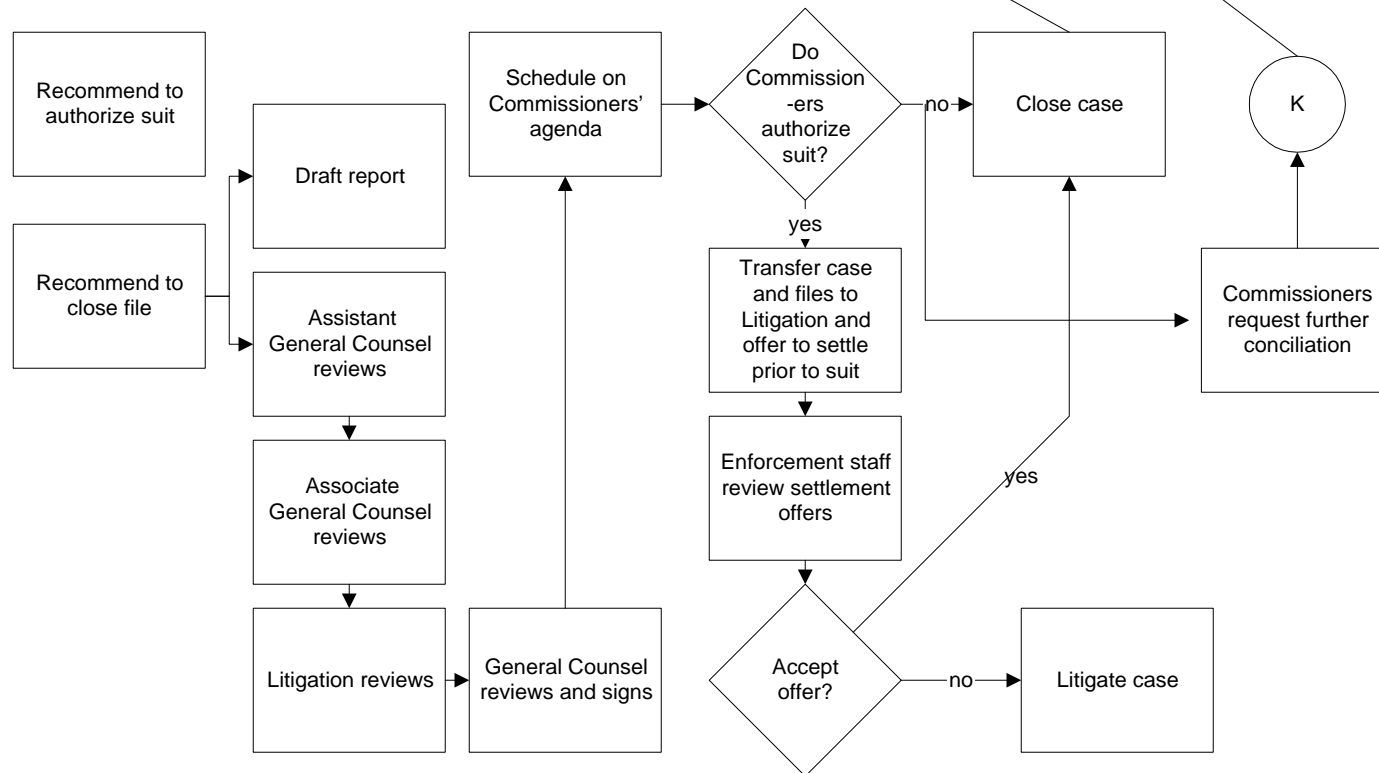 Recommend to
authorize suit
Recommend to
close file
Draft report
Assistant
General Counsel
reviews
Associate
General Counsel
reviews
Litigation reviews
General Counsel
reviews and signs
Schedule on
Commissioners’
agenda
Do
Commission
-ers
authorize
suit?
no
Close case
yes
Transfer case
and files to
Litigation and
offer to settle
prior to suit
Enforcement staff
review settlement
offers
Accept
offer?
yes
no
Litigate case
K
Commissioners
request further
conciliation